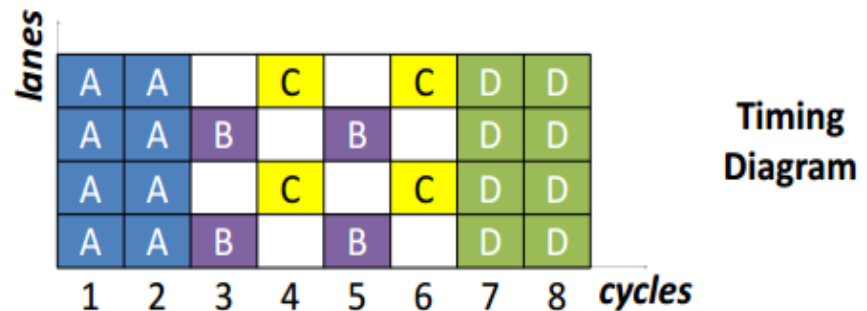 lanes
A A C C D D
A A B B D D
A A C C D D
A A B B D D
1 2 3 4 5 6 7 8 cycles
Timing
Diagram